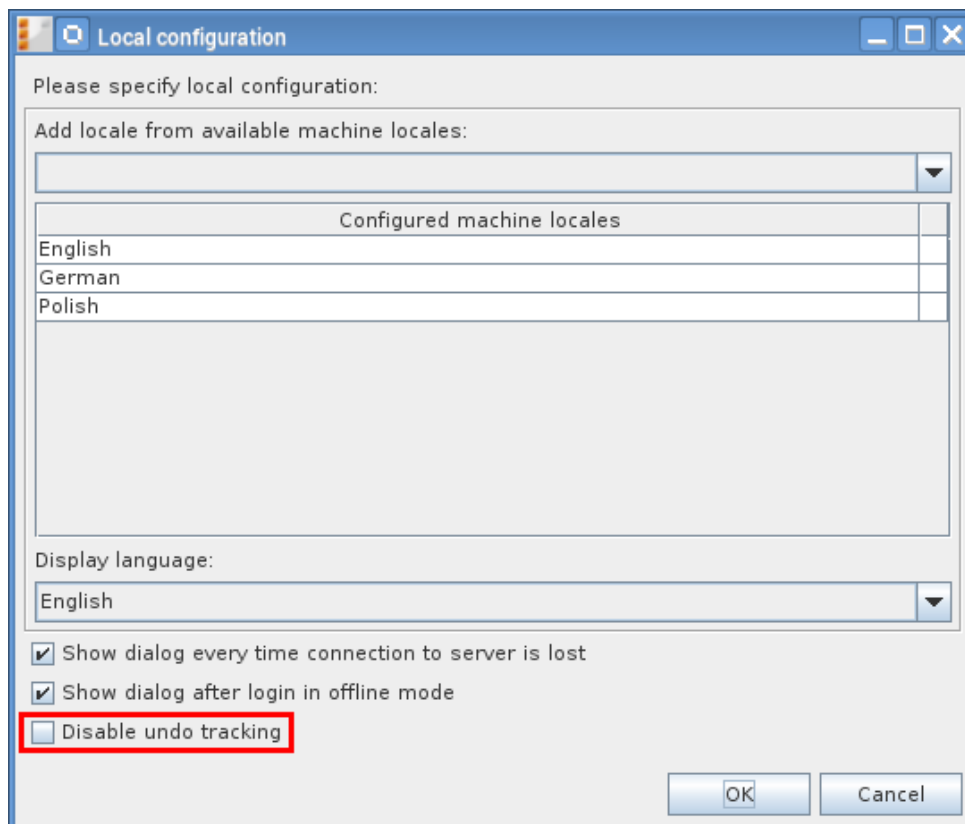 Local configuration
Please specify local configuration:
Add locale from available machine locales:
Configured machine locales
English
German
Polish
Display language:
English
Show dialog every time connection to server is lost
Show dialog after login in offline mode
Disable undo tracking
OK Cancel